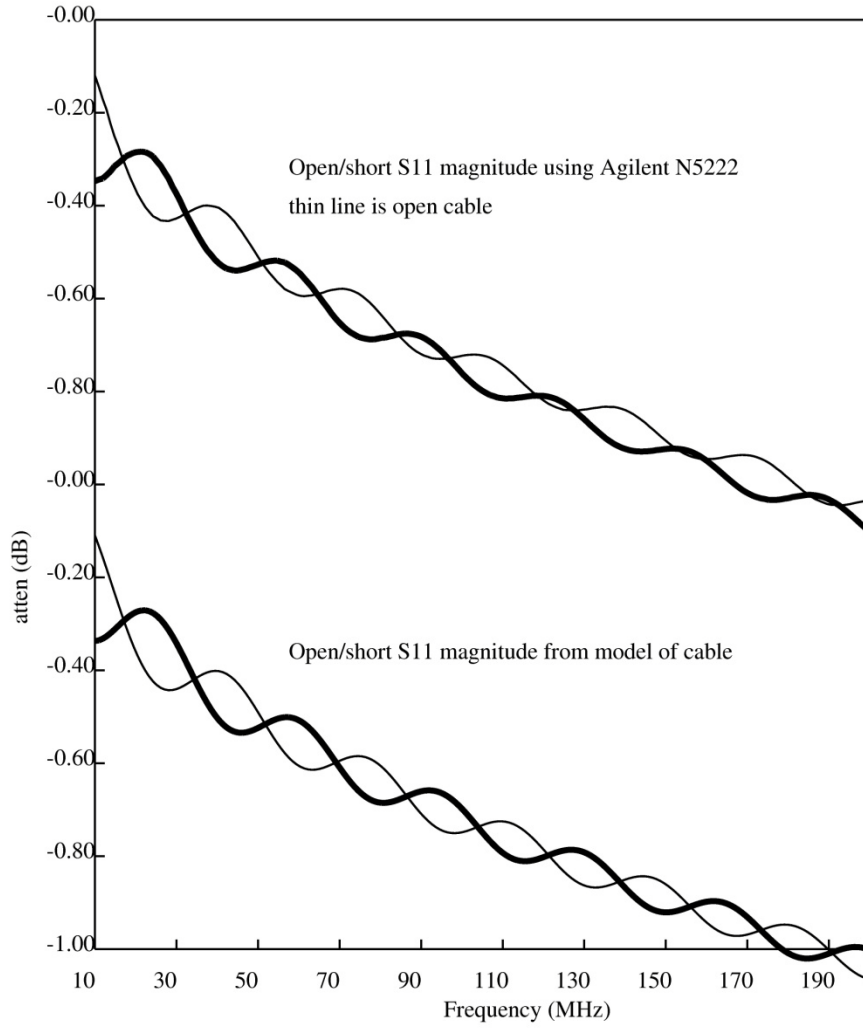 -0.00
-0.20
Open/short S11 magnitude using Agilent N5222
thin line is open cable
-0.40
-0.60
-0.80
-0.00
atten (dB)
-0.20
Open/short S11 magnitude from model of cable
-0.40
-0.60
-0.80
-1.00
10 30 50 70 90 110 130 150 170 190
Frequency (MHz)